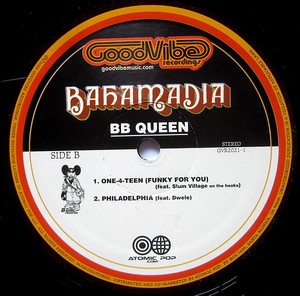 GoodVibe
recordings
goodvibemusic.com
BAHAMADIA
BB QUEEN
SIDE B
STEREO
GVR2021-1
1. ONE-4-TEEN (FUNKY FOR YOU)
(feat. Slum Village on the hooks)
2. PHILADELPHIA (feat. Dwele)
ATOMIC POP
.COM